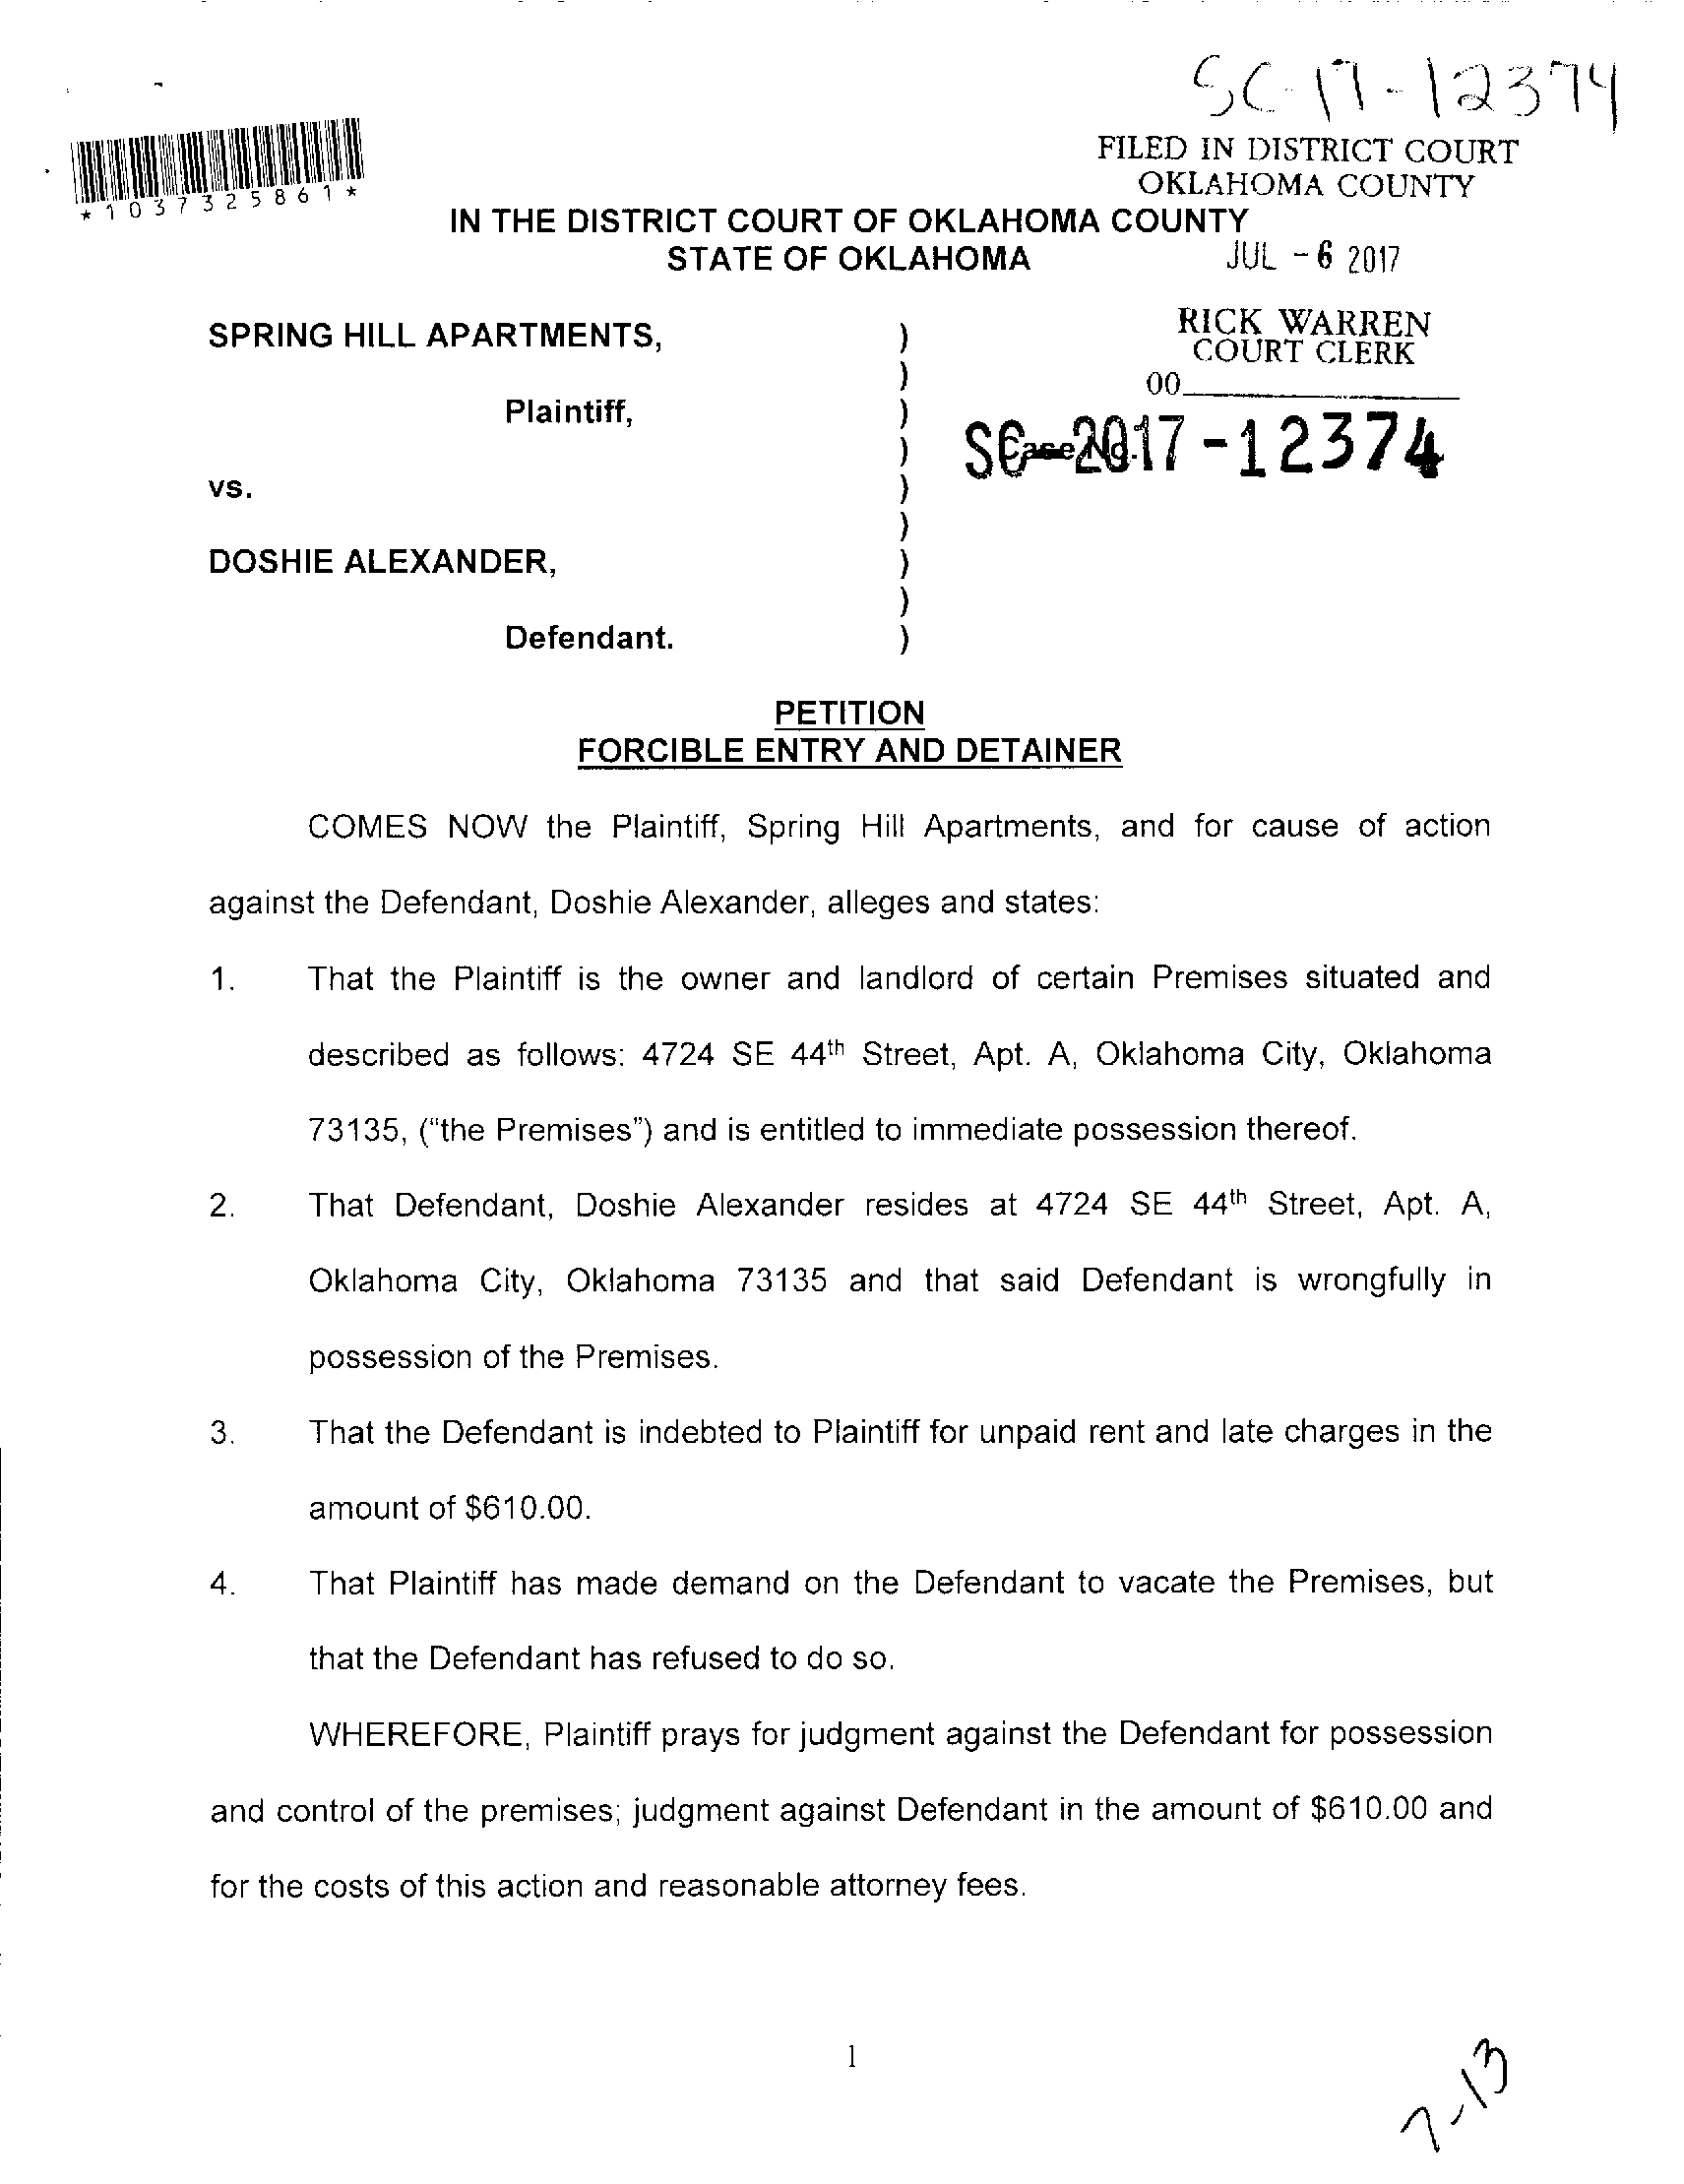 SC-17-12374
FILED IN DISTRICT COURT
OKLAHOMA COUNTY
*1037325861*
IN THE DISTRICT COURT OF OKLAHOMA COUNTY
STATE OF OKLAHOMA
JUL - 6 2017
SPRING HILL APARTMENTS, )
RICK WARREN
COURT CLERK
)
00
Plaintiff, )
) Case No.
SC-2017-12374
vs. )
)
DOSHIE ALEXANDER, )
)
Defendant. )
PETITION
FORCIBLE ENTRY AND DETAINER
COMES NOW the Plaintiff, Spring Hill Apartments, and for cause of action
against the Defendant, Doshie Alexander, alleges and states:
1. That the Plaintiff is the owner and landlord of certain Premises situated and
described as follows: 4724 SE 44th Street, Apt. A, Oklahoma City, Oklahoma
73135, ("the Premises") and is entitled to immediate possession thereof.
2. That Defendant, Doshie Alexander resides at 4724 SE 44th Street, Apt. A,
Oklahoma City, Oklahoma 73135 and that said Defendant is wrongfully in
possession of the Premises.
3. That the Defendant is indebted to Plaintiff for unpaid rent and late charges in the
amount of $610.00.
4. That Plaintiff has made demand on the Defendant to vacate the Premises, but
that the Defendant has refused to do so.
WHEREFORE, Plaintiff prays for judgment against the Defendant for possession
and control of the premises; judgment against Defendant in the amount of $610.00 and
for the costs of this action and reasonable attorney fees.
1
7-13